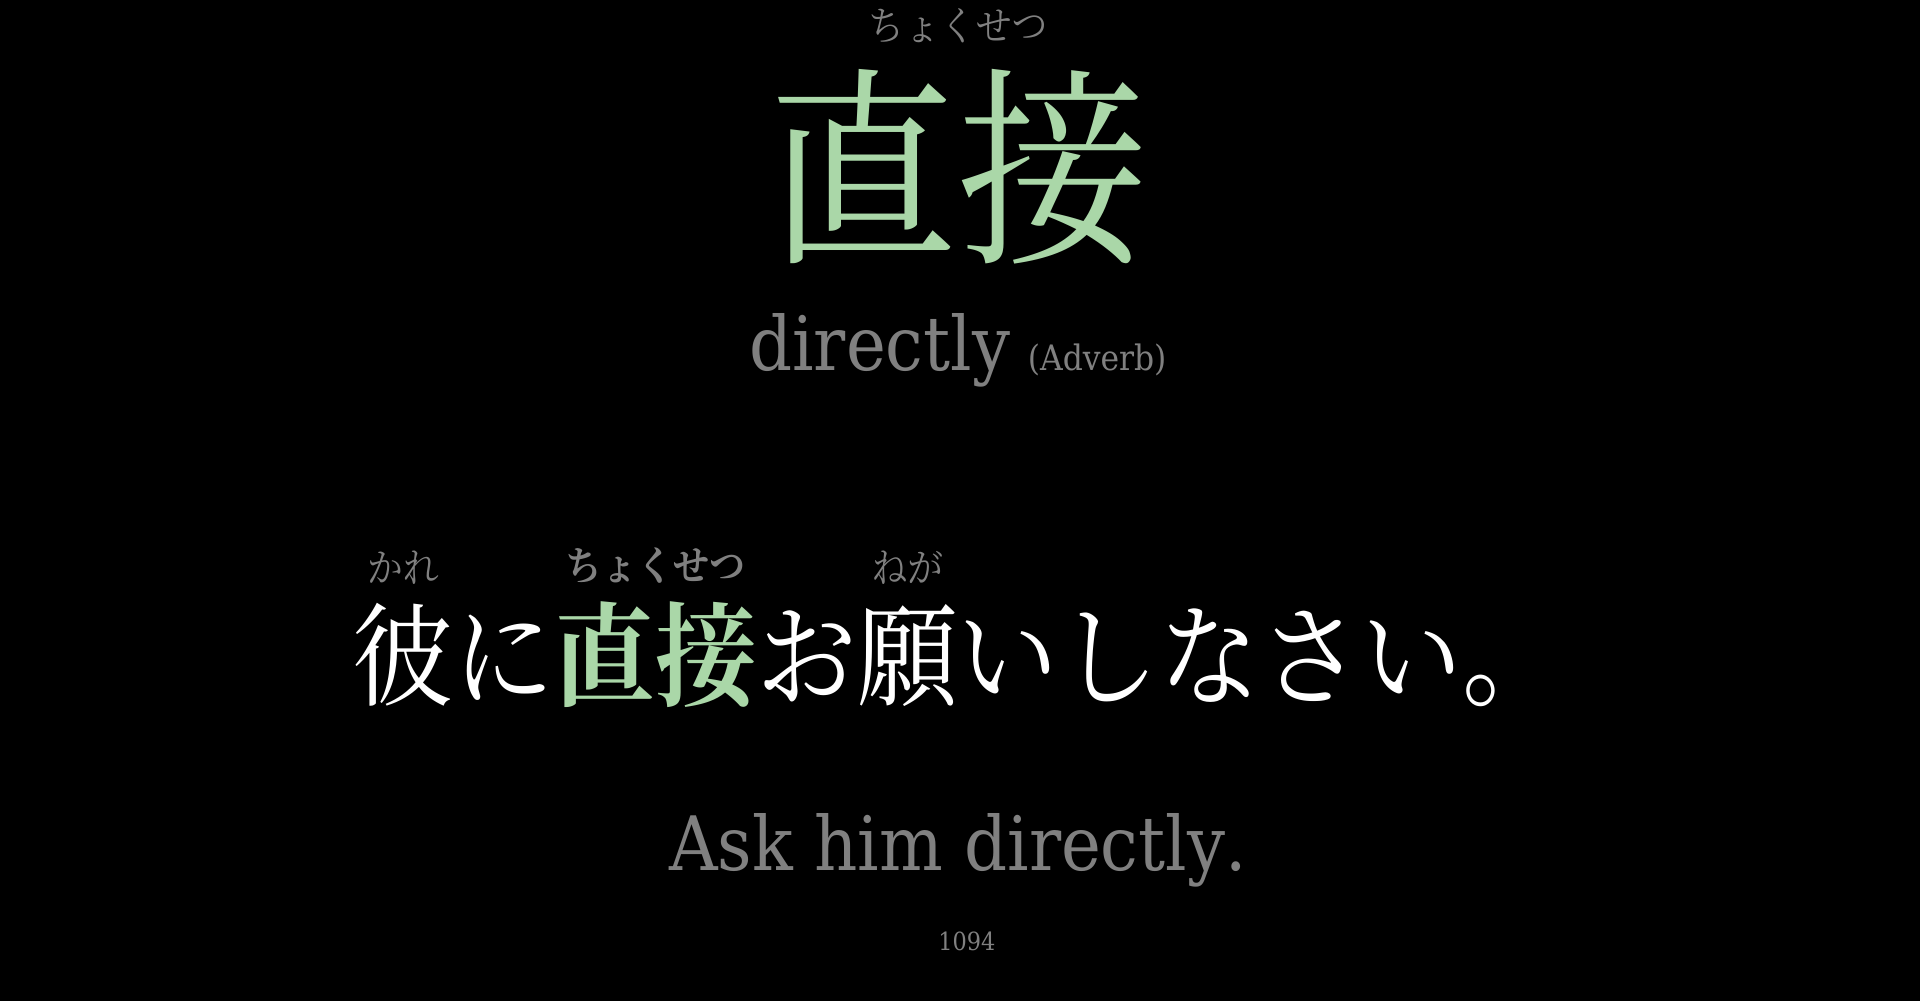 ちょくせつ
直接
directly (Adverb)
かれ ちょくせつ ねが
彼に直接お願いしなさい。
Ask him directly.
1094